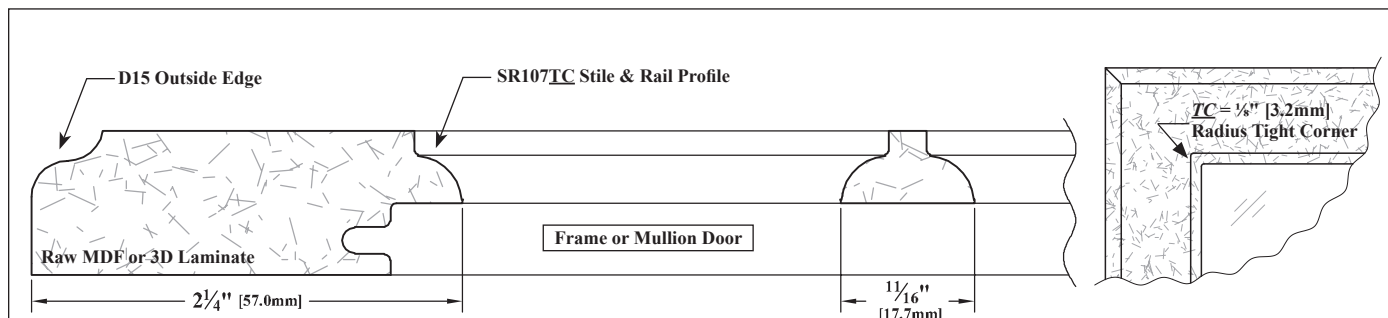 D15 Outside Edge
SR107TC Stile & Rail Profile
TC = ⅛" [3.2mm]
Radius Tight Corner
Raw MDF or 3D Laminate
Frame or Mullion Door
2¼" [57.0mm]
11/16"
[17.7mm]